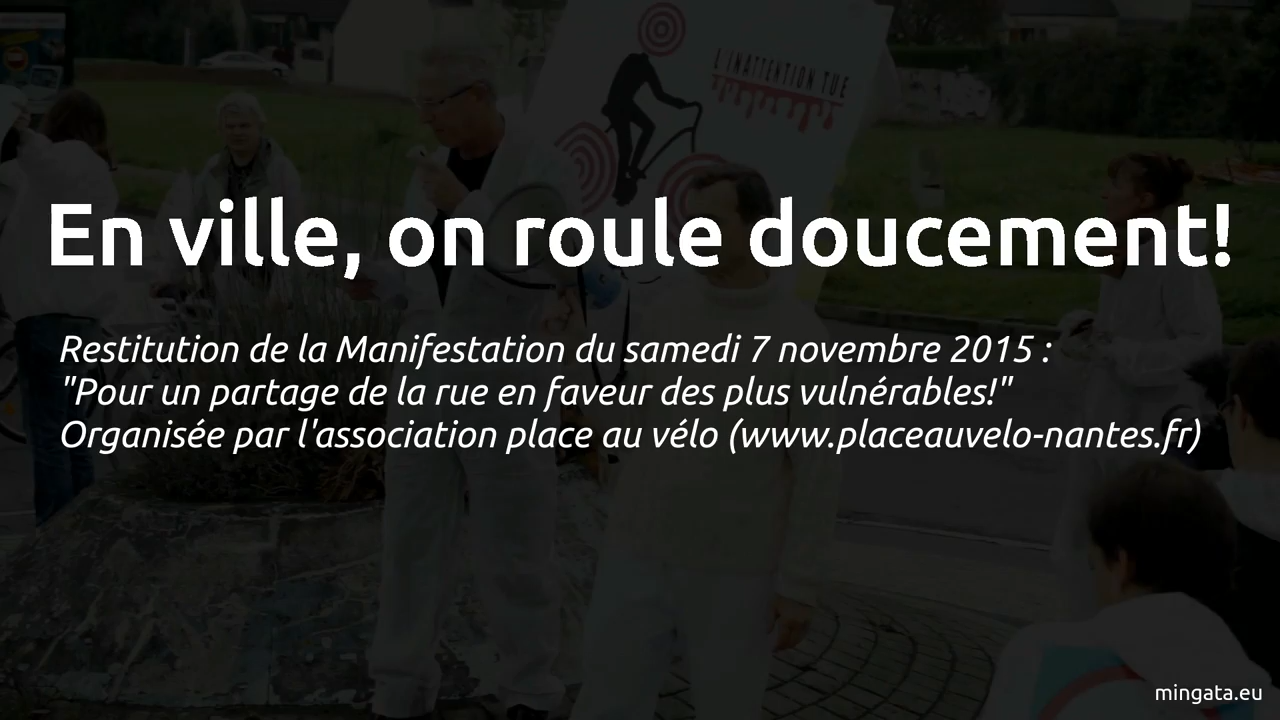 L'INATTENTION TUE
En ville, on roule doucement!
Restitution de la Manifestation du samedi 7 novembre 2015 :
"Pour un partage de la rue en faveur des plus vulnérables!"
Organisée par l'association place au vélo (www.placeauvelo-nantes.fr)
mingata.eu